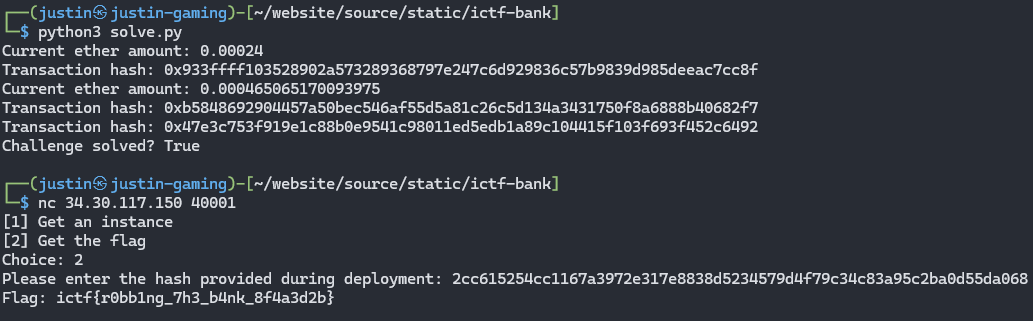 ┌──(justin㉿justin-gaming)-[~/website/source/static/ictf-bank]
└─$ python3 solve.py
Current ether amount: 0.00024
Transaction hash: 0x933ffff103528902a573289368797e247c6d929836c57b9839d985deeac7cc8f
Current ether amount: 0.000465065170093975
Transaction hash: 0xb5848692904457a50bec546af55d5a81c26c5d134a3431750f8a6888b40682f7
Transaction hash: 0x47e3c753f919e1c88b0e9541c98011ed5edb1a89c104415f103f693f452c6492
Challenge solved? True
┌──(justin㉿justin-gaming)-[~/website/source/static/ictf-bank]
└─$ nc 34.30.117.150 40001
[1] Get an instance
[2] Get the flag
Choice: 2
Please enter the hash provided during deployment: 2cc615254cc1167a3972e317e8838d5234579d4f79c34c83a95c2ba0d55da068
Flag: ictf{r0bb1ng_7h3_b4nk_8f4a3d2b}